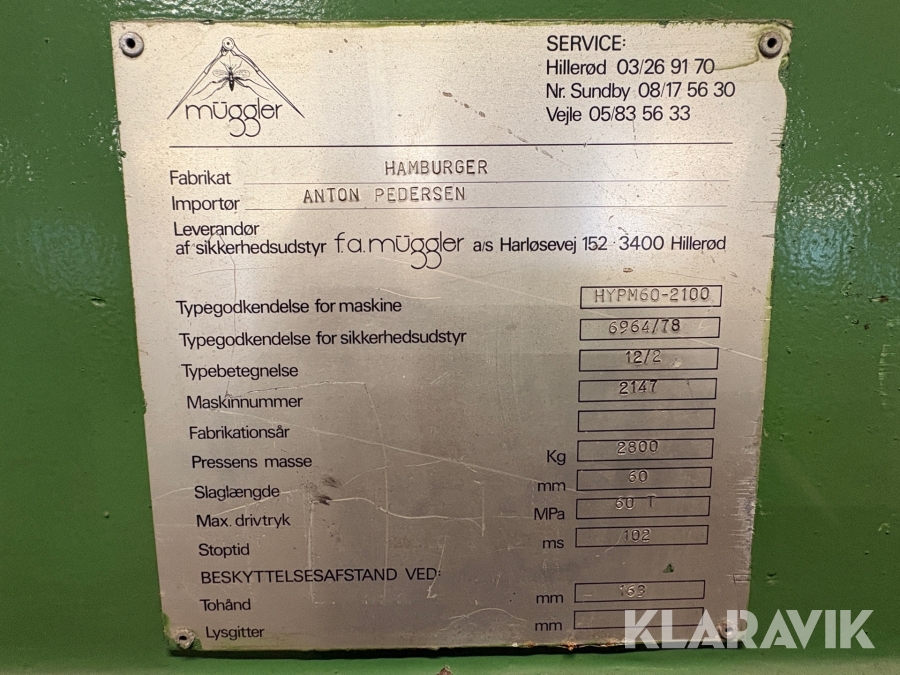 müggler
SERVICE:
Hillerød 03/26 91 70
Nr. Sundby 08/17 56 30
Vejle 05/83 56 33
Fabrikat HAMBURGER
Importør ANTON PEDERSEN
Leverandør
af sikkerhedsudstyr f.a. müggler a/s Harløsevej 152 · 3400 Hillerød
Typegodkendelse for maskine HYPM60-2100
Typegodkendelse for sikkerhedsudstyr 6964/78
Typebetegnelse 12/2
Maskinnummer 2147
Fabrikationsår
Pressens masse Kg 2800
Slaglængde mm 60
Max. drivtryk MPa 60 T
Stoptid ms 102
BESKYTTELSESAFSTAND VED:
Tohånd mm 163
Lysgitter mm
KLARAVIK